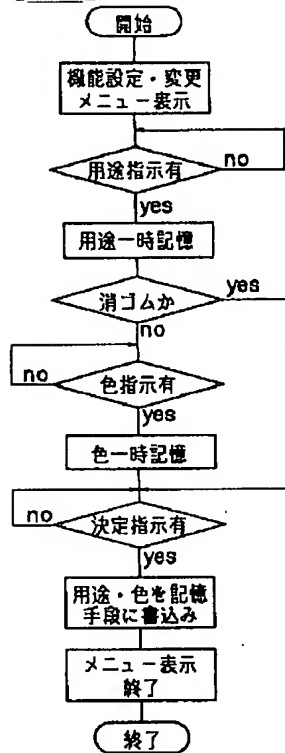 開始
機能設定・変更
メニュー表示
用途指示有
no
yes
用途一時記憶
消ゴムか
yes
no
色指示有
no
yes
色一時記憶
決定指示有
no
yes
用途・色を記憶
手段に書込み
メニュー表示
終了
終了